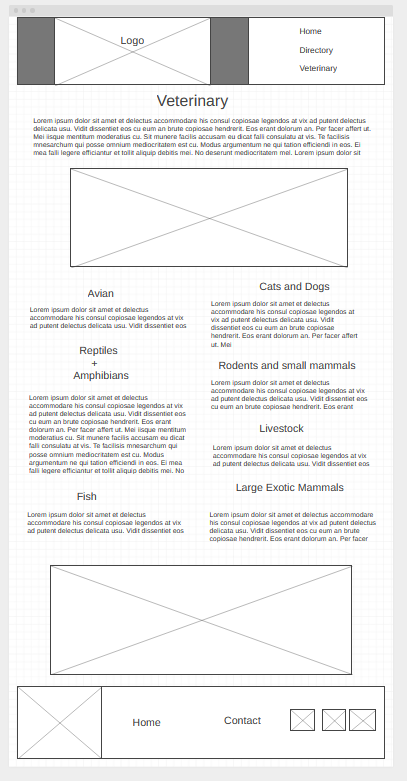 Logo
Home
Directory
Veterinary
Veterinary
Lorem ipsum dolor sit amet et delectus accommodare his consul copiosae legendos at vix ad putent delectus
delicatu usu. Vidit dissentiet eos cu eum an brute copiosae hendrerit. Eos erant dolorum an. Per facer affert ut.
Mei iisque mentitum moderatius cu. Sit munere facilis accusam eu dicat falli consulatu at vis. Te facilisis
mnesarchum qui posse omnium mediocritatem est cu. Modus argumentum ne qui tation efficiendi in eos. Ei
mea falli legere efficiantur et tollit aliquip debitis mei. No deserunt mediocritatem mel. Lorem ipsum dolor sit
Avian
Lorem ipsum dolor sit amet et delectus
accommodare his consul copiosae legendos at vix
ad putent delectus delicata usu. Vidit dissentiet eos
Reptiles
+
Amphibians
Lorem ipsum dolor sit amet et delectus
accommodare his consul copiosae legendos at vix
ad putent delectus delicata usu. Vidit dissentiet eos
cu eum an brute copiosae hendrerit. Eos erant
dolorum an. Per facer affert ut. Mei iisque mentitum
moderatius cu. Sit munere facilis accusam eu dicat
falli consulatu at vis. Te facilisis mnesarchum qui
posse omnium mediocritatem est cu. Modus
argumentum ne qui tation efficiendi in eos. Ei mea
falli legere efficiantur et tollit aliquip debitis mei. No
Fish
Lorem ipsum dolor sit amet et delectus
accommodare his consul copiosae legendos at vix
ad putent delectus delicata usu. Vidit dissentiet eos
Cats and Dogs
Lorem ipsum dolor sit amet et delectus
accommodare his consul copiosae legendos at
vix ad putent delectus delicata usu. Vidit
dissentiet eos cu eum an brute copiosae
hendrerit. Eos erant dolorum an. Per facer affert
ut. Mei
Rodents and small mammals
Lorem ipsum dolor sit amet et delectus
accommodare his consul copiosae legendos at vix
ad putent delectus delicata usu. Vidit dissentiet eos
cu eum an brute copiosae hendrerit. Eos erant
Livestock
Lorem ipsum dolor sit amet et delectus
accommodare his consul copiosae legendos at vix
ad putent delectus delicata usu. Vidit dissentiet eos
Large Exotic Mammals
Lorem ipsum dolor sit amet et delectus accommodare
his consul copiosae legendos at vix ad putent delectus
delicata usu. Vidit dissentiet eos cu eum an brute
copiosae hendrerit. Eos erant dolorum an. Per facer
Home
Contact